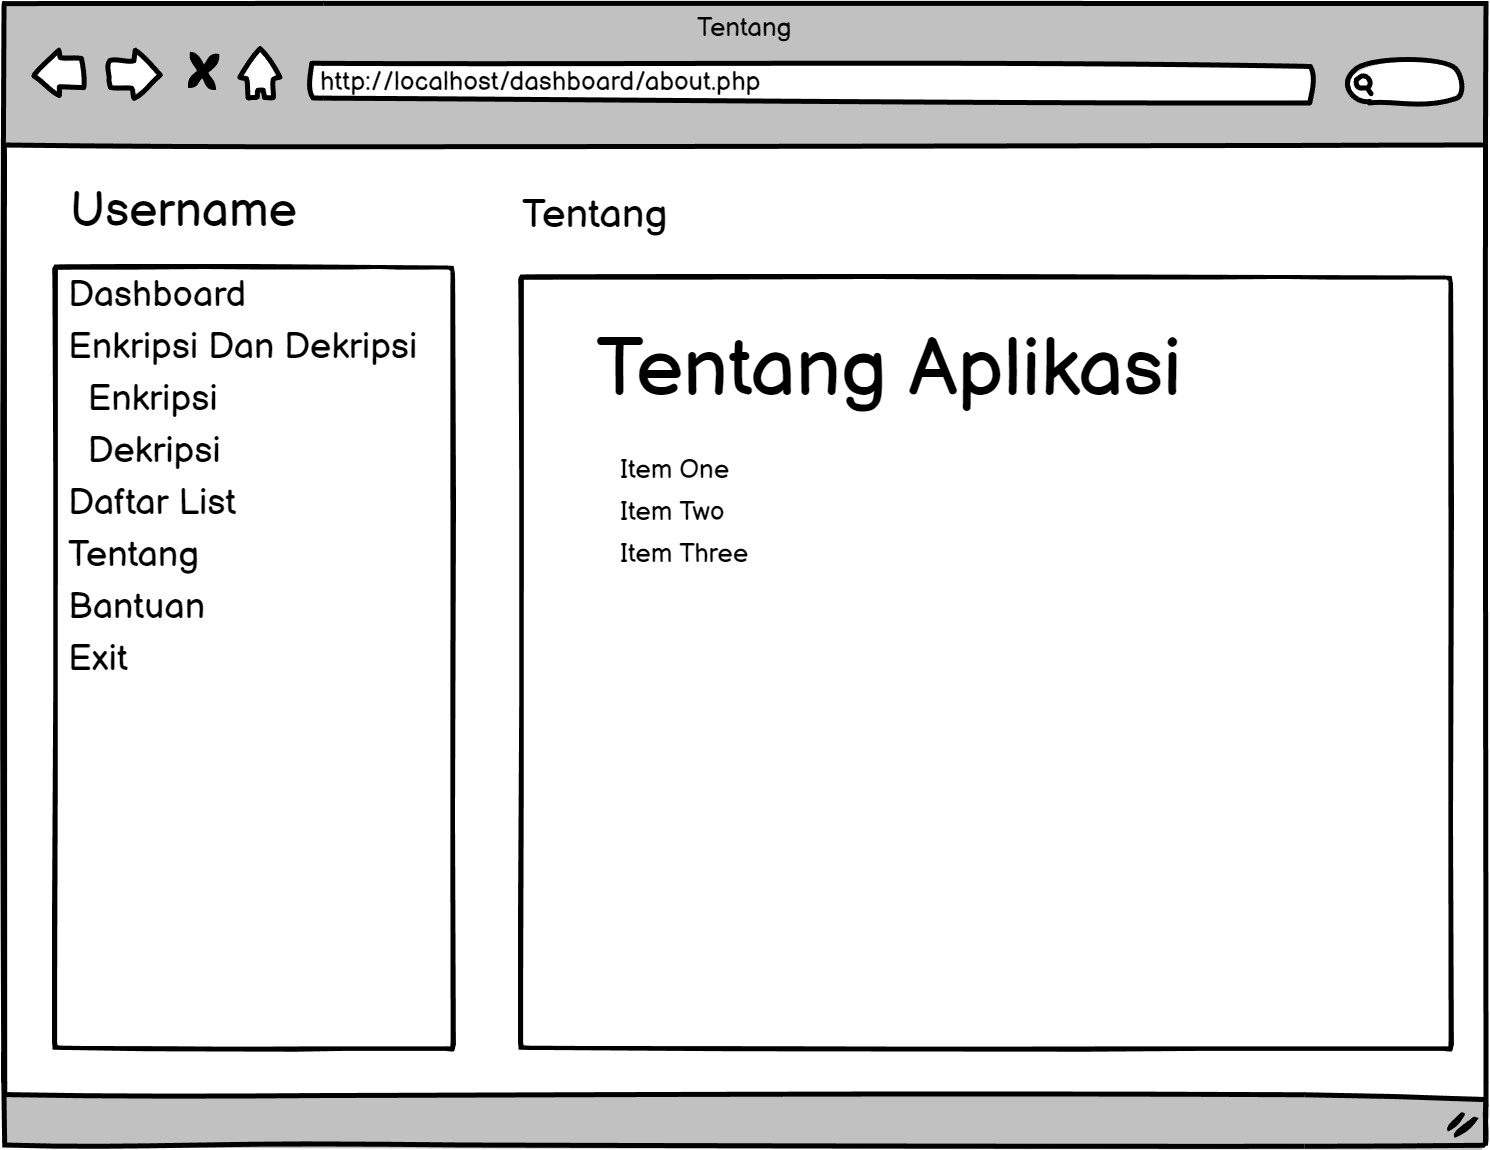 Tentang
http://localhost/dashboard/about.php
Username
Dashboard
Enkripsi Dan Dekripsi
Enkripsi
Dekripsi
Daftar List
Tentang
Bantuan
Exit
Tentang
Tentang Aplikasi
Item One
Item Two
Item Three